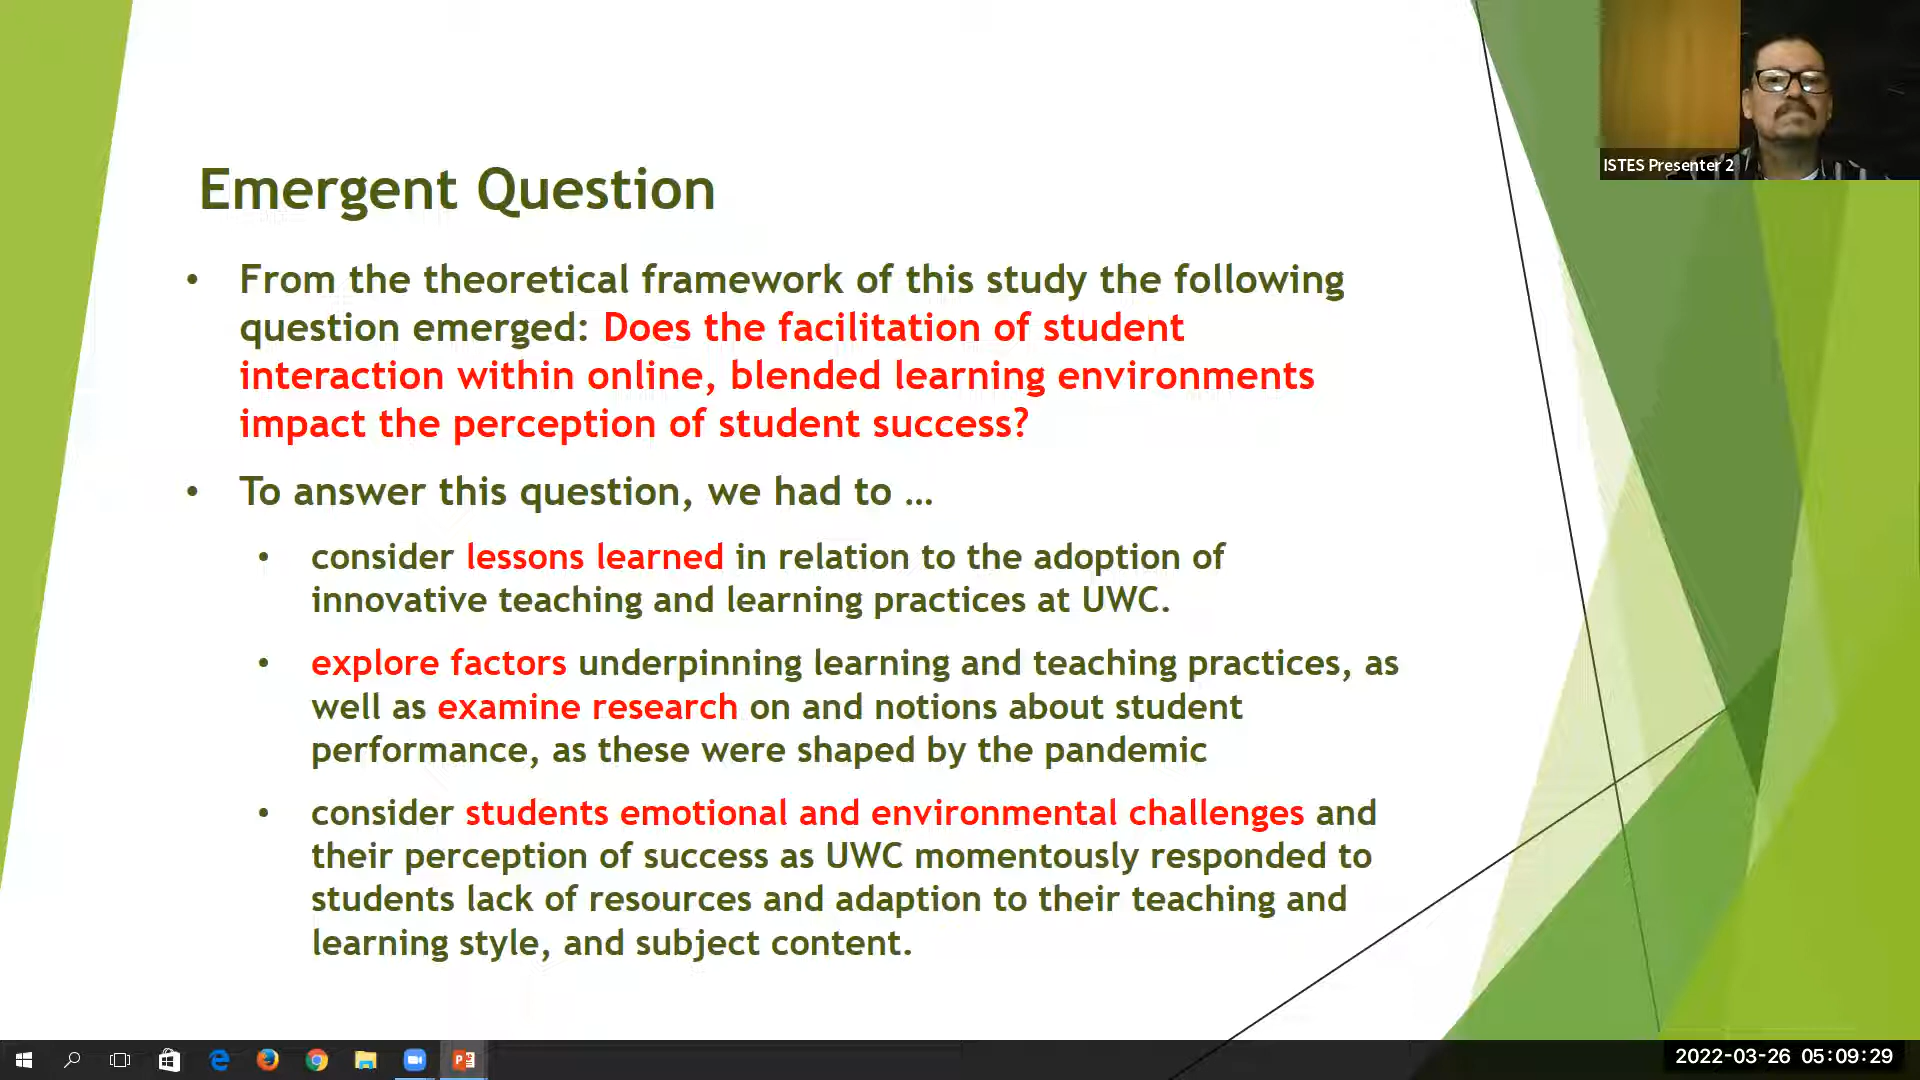 ISTES Presenter 2
Emergent Question
• From the theoretical framework of this study the following
question emerged: Does the facilitation of student
interaction within online, blended learning environments
impact the perception of student success?
• To answer this question, we had to …
• consider lessons learned in relation to the adoption of
innovative teaching and learning practices at UWC.
• explore factors underpinning learning and teaching practices, as
well as examine research on and notions about student
performance, as these were shaped by the pandemic
• consider students emotional and environmental challenges and
their perception of success as UWC momentously responded to
students lack of resources and adaption to their teaching and
learning style, and subject content.
2022-03-26 05:09:29